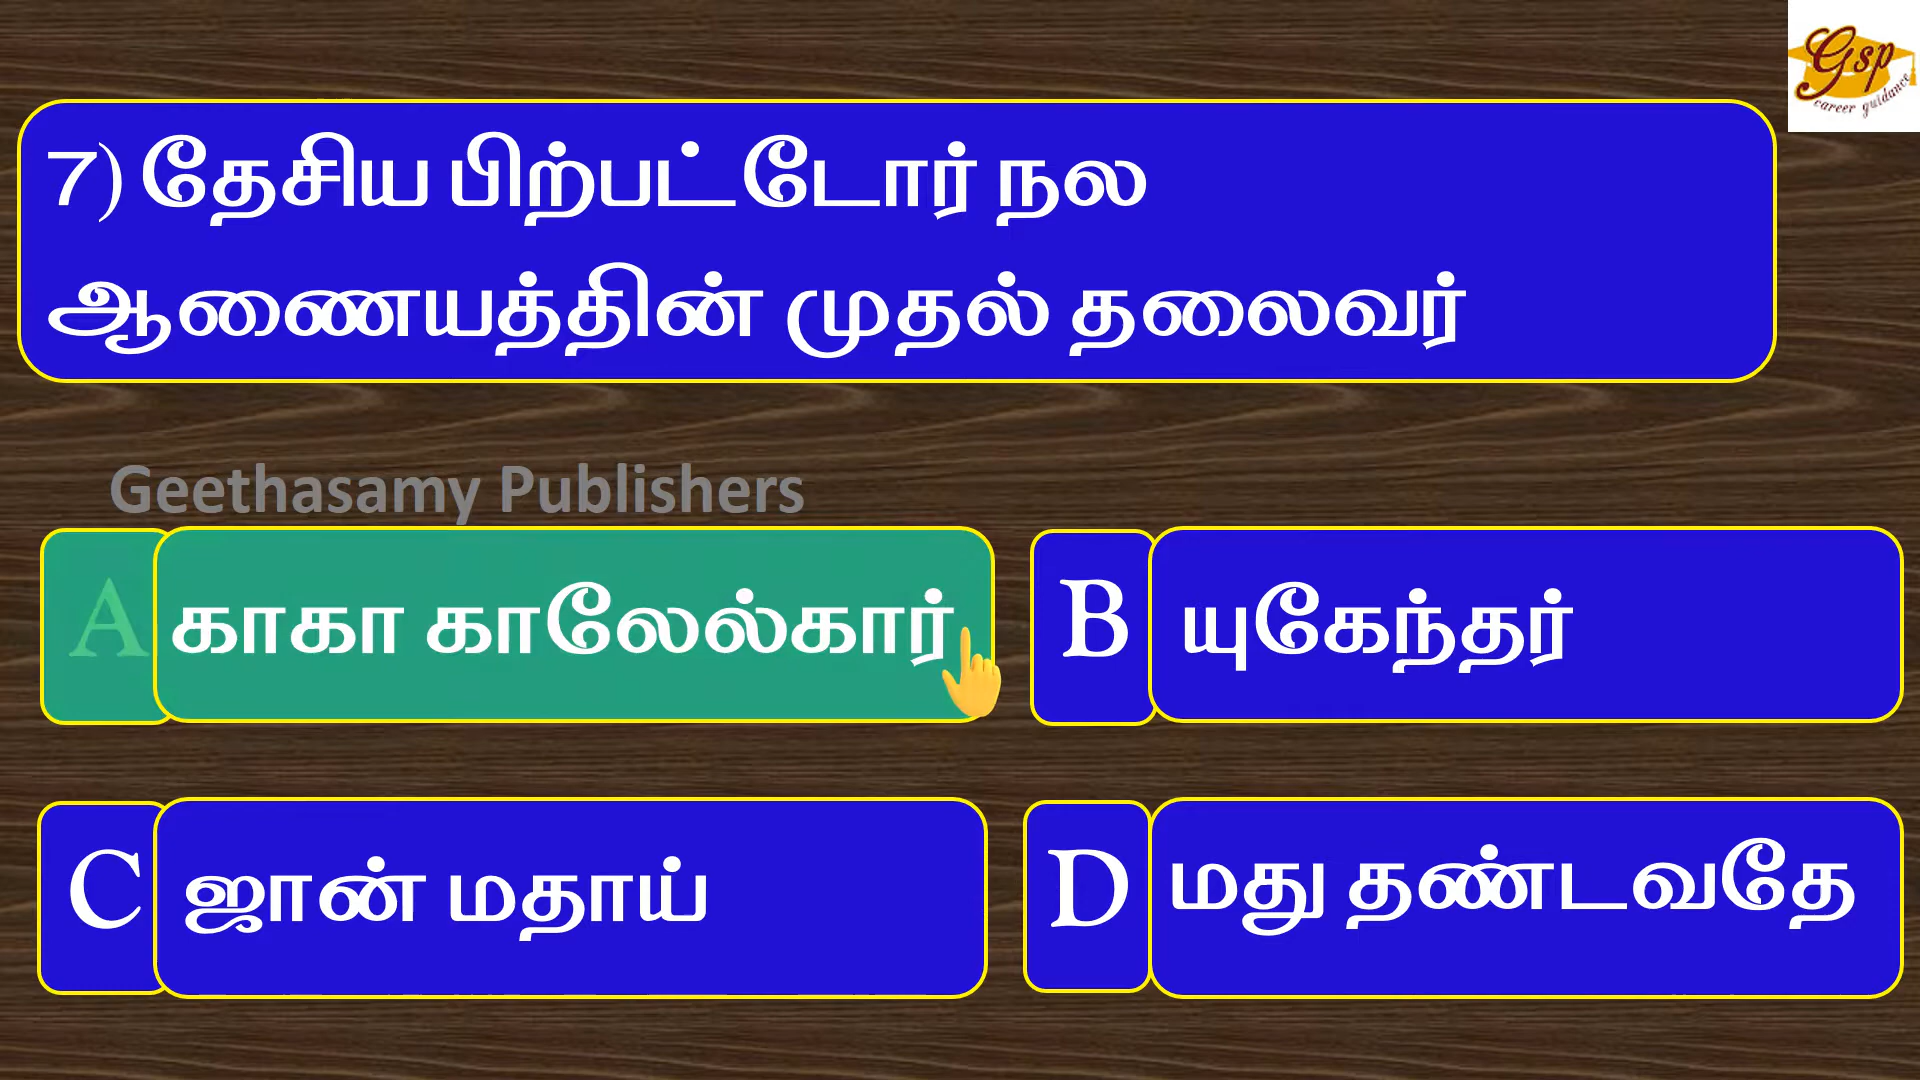 Gsp
career guidance
7) தேசிய பிற்பட்டோர் நல
ஆணையத்தின் முதல் தலைவர்
Geethasamy Publishers
A காகா காலேல்கார்
B யுகேந்தர்
C ஜான் மதாய்
D மது தண்டவதே